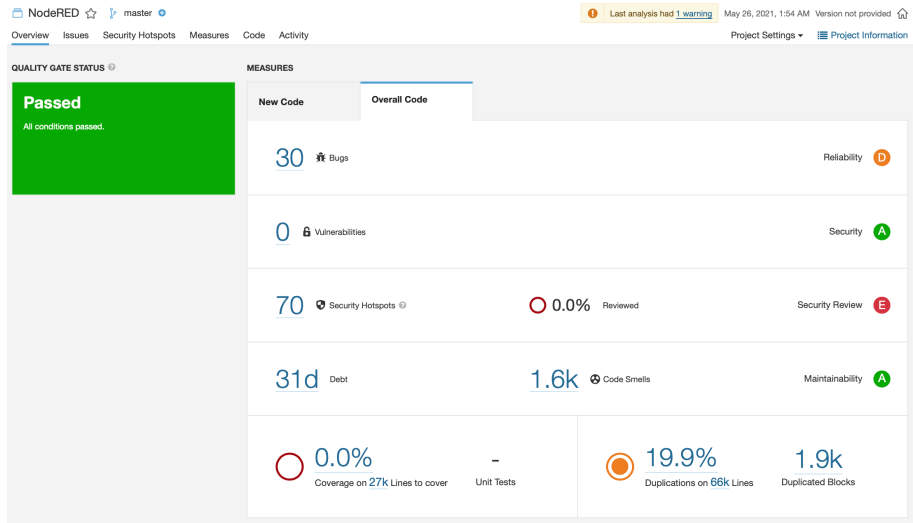 NodeRED master Last analysis had 1 warning May 26, 2021, 1:54 AM Version not provided
Overview Issues Security Hotspots Measures Code Activity Project Settings Project Information
QUALITY GATE STATUS ?
Passed
All conditions passed.
MEASURES
New Code Overall Code
30 Bugs Reliability D
0 Vulnerabilities Security A
70 Security Hotspots ? 0.0% Reviewed Security Review E
31d Debt 1.6k Code Smells Maintainability A
0.0% - 19.9% 1.9k
Coverage on 27k Lines to cover Unit Tests Duplications on 66k Lines Duplicated Blocks